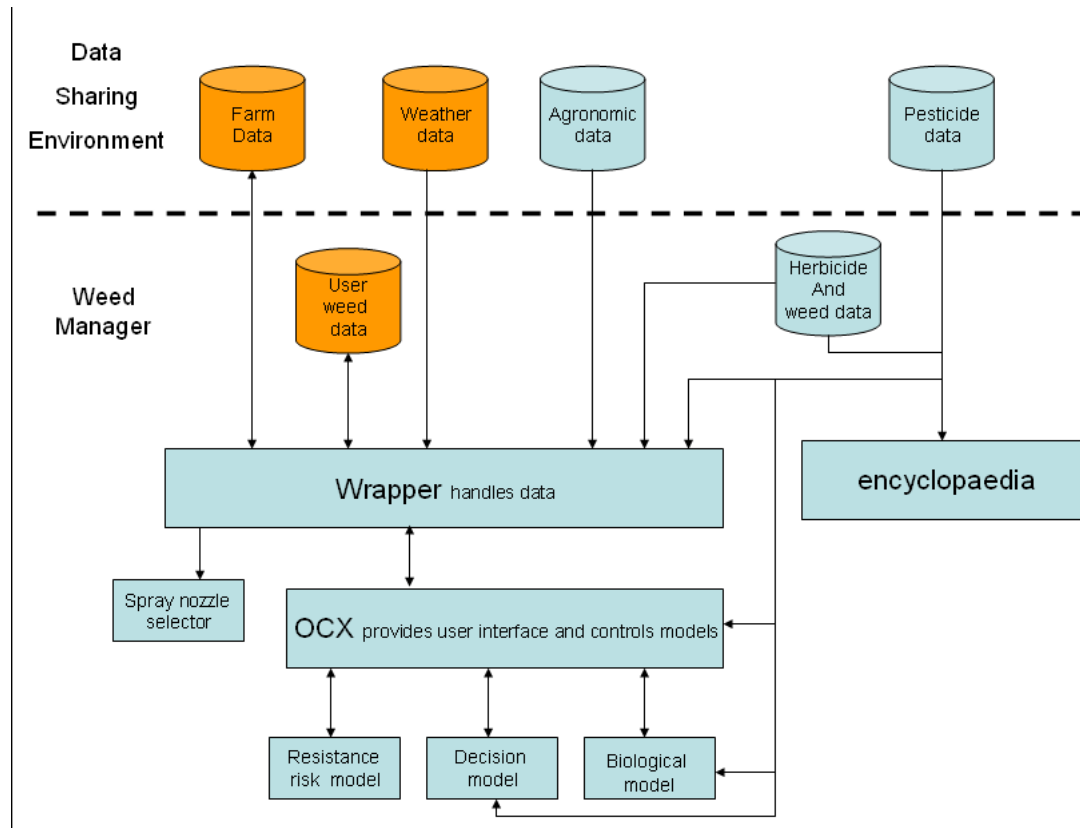 Data
Sharing
Environment
Farm
Data
Weather
data
Agronomic
data
Pesticide
data
Weed
Manager
User
weed
data
Herbicide
And
weed data
Wrapper handles data
encyclopaedia
Spray nozzle
selector
OCX provides user interface and controls models
Resistance
risk model
Decision
model
Biological
model